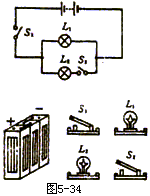 S₁
L₁
L₂ S₂
+ -
S₁ L₁
L₂ S₂
图5-34